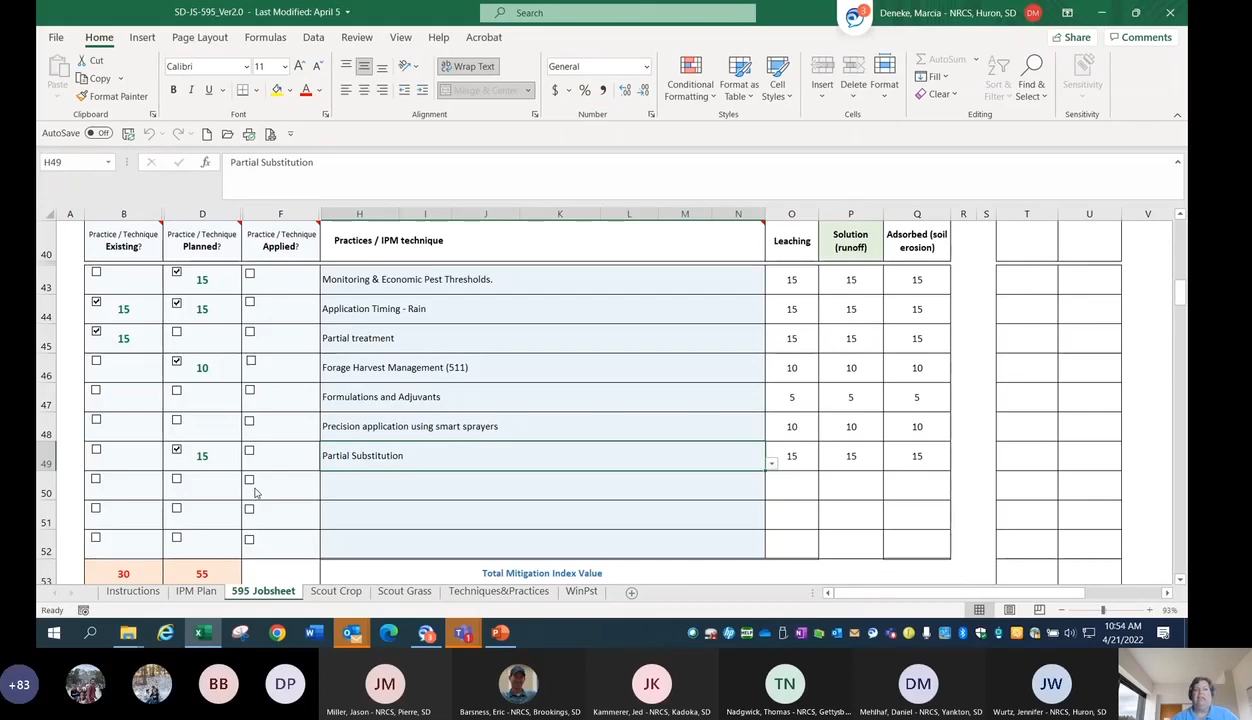 SD-JS-595_Ver2.0 - Last Modified: April 5
Search
3
Deneke, Marcia - NRCS, Huron, SD
DM
File Home Insert Page Layout Formulas Data Review View Help Acrobat
Share Comments
Paste
Cut
Copy
Format Painter
Clipboard
Calibri 11
B I U
Font
Wrap Text
Merge & Center
Alignment
General
$ % ,
Number
Conditional Formatting
Format as Table
Cell Styles
Styles
Insert Delete Format
Cells
AutoSum
Fill
Clear
Sort & Filter
Find & Select
Editing
Sensitivity
Sensitivity
AutoSave Off
H49 fx Partial Substitution
A B D F H I J K L M N O P Q R S T U V
40 Practice / Technique Existing? Practice / Technique Planned? Practice / Technique Applied? Practices / IPM technique Leaching Solution (runoff) Adsorbed (soil erosion)
43 15 Monitoring & Economic Pest Thresholds. 15 15 15
44 15 15 Application Timing - Rain 15 15 15
45 15 Partial treatment 15 15 15
46 10 Forage Harvest Management (511) 10 10 10
47 Formulations and Adjuvants 5 5 5
48 Precision application using smart sprayers 10 10 10
49 15 Partial Substitution 15 15 15
50
51
52
53 30 55 Total Mitigation Index Value
Instructions IPM Plan 595 Jobsheet Scout Crop Scout Grass Techniques&Practices WinPst
Ready
93%
10:54 AM
4/21/2022
+83
BB
DP
JM
Miller, Jason - NRCS, Pierre, SD
Barsness, Eric - NRCS, Brookings, SD
JK
Kammerer, Jed - NRCS, Kadoka, SD
TN
Nadgwick, Thomas - NRCS, Gettysb
DM
Mehlhaf, Daniel - NRCS, Yankton, SD
JW
Wurtz, Jennifer - NRCS, Huron, SD